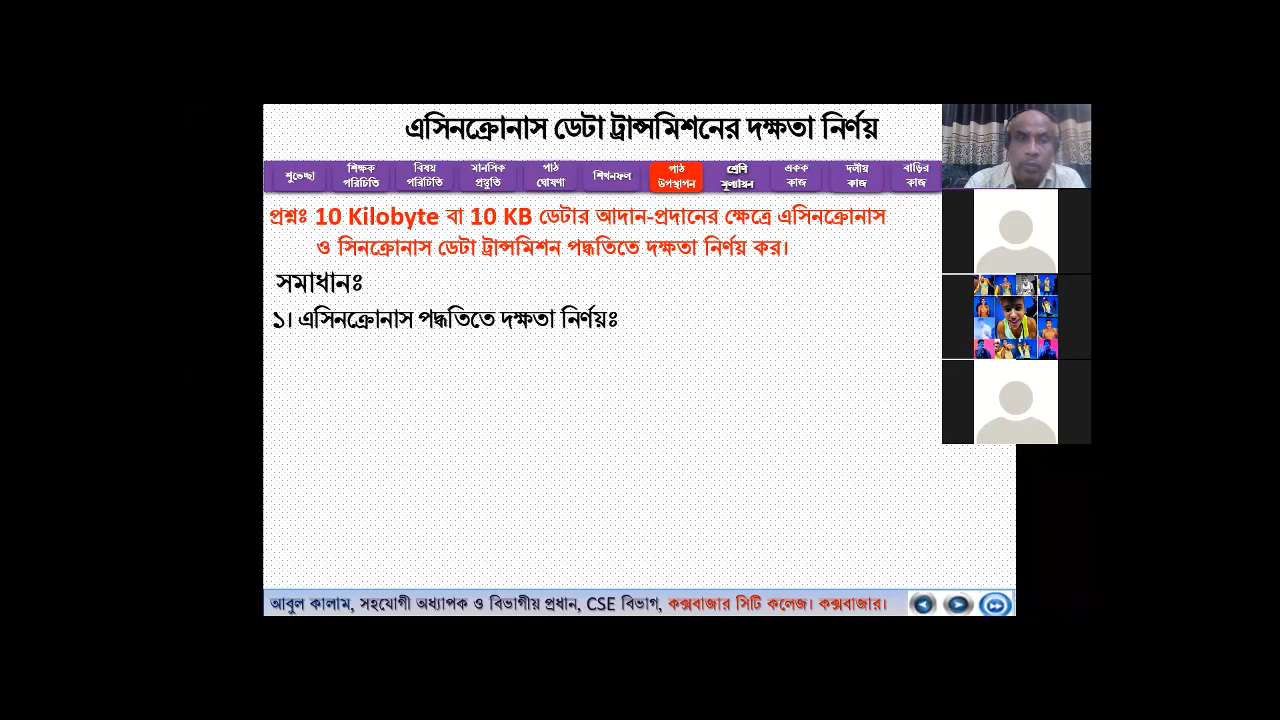 এসিনক্রোনাস ডেটা ট্রান্সমিশনের দক্ষতা নির্ণয়
শুভেচ্ছা
শিক্ষক
পরিচিতি
বিষয়
পরিচিতি
মানসিক
প্রস্তুতি
পাঠ
ঘোষণা
শিখনফল
পাঠ
উপস্থাপন
শ্রেণি
মূল্যায়ন
একক
কাজ
দলীয়
কাজ
বাড়ির
কাজ
প্রশ্নঃ 10 Kilobyte বা 10 KB ডেটার আদান-প্রদানের ক্ষেত্রে এসিনক্রোনাস
ও সিনক্রোনাস ডেটা ট্রান্সমিশন পদ্ধতিতে দক্ষতা নির্ণয় কর।
সমাধানঃ
১। এসিনক্রোনাস পদ্ধতিতে দক্ষতা নির্ণয়ঃ
আবুল কালাম, সহযোগী অধ্যাপক ও বিভাগীয় প্রধান, CSE বিভাগ, কক্সবাজার সিটি কলেজ। কক্সবাজার।